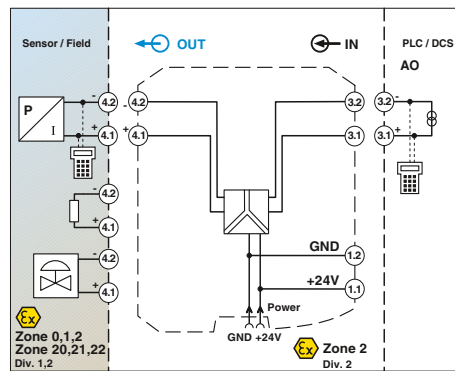 Sensor / Field
OUT
IN
PLC / DCS
AO
P
I
- 4.2
+ 4.1
- 4.2
+ 4.1
3.2
3.1
3.2 -
3.1 +
- 4.2
+ 4.1
- 4.2
+ 4.1
GND 1.2
+24V 1.1
Power
GND +24V
Ex
Zone 0,1,2
Zone 20,21,22
Div. 1,2
Ex
Zone 2
Div. 2